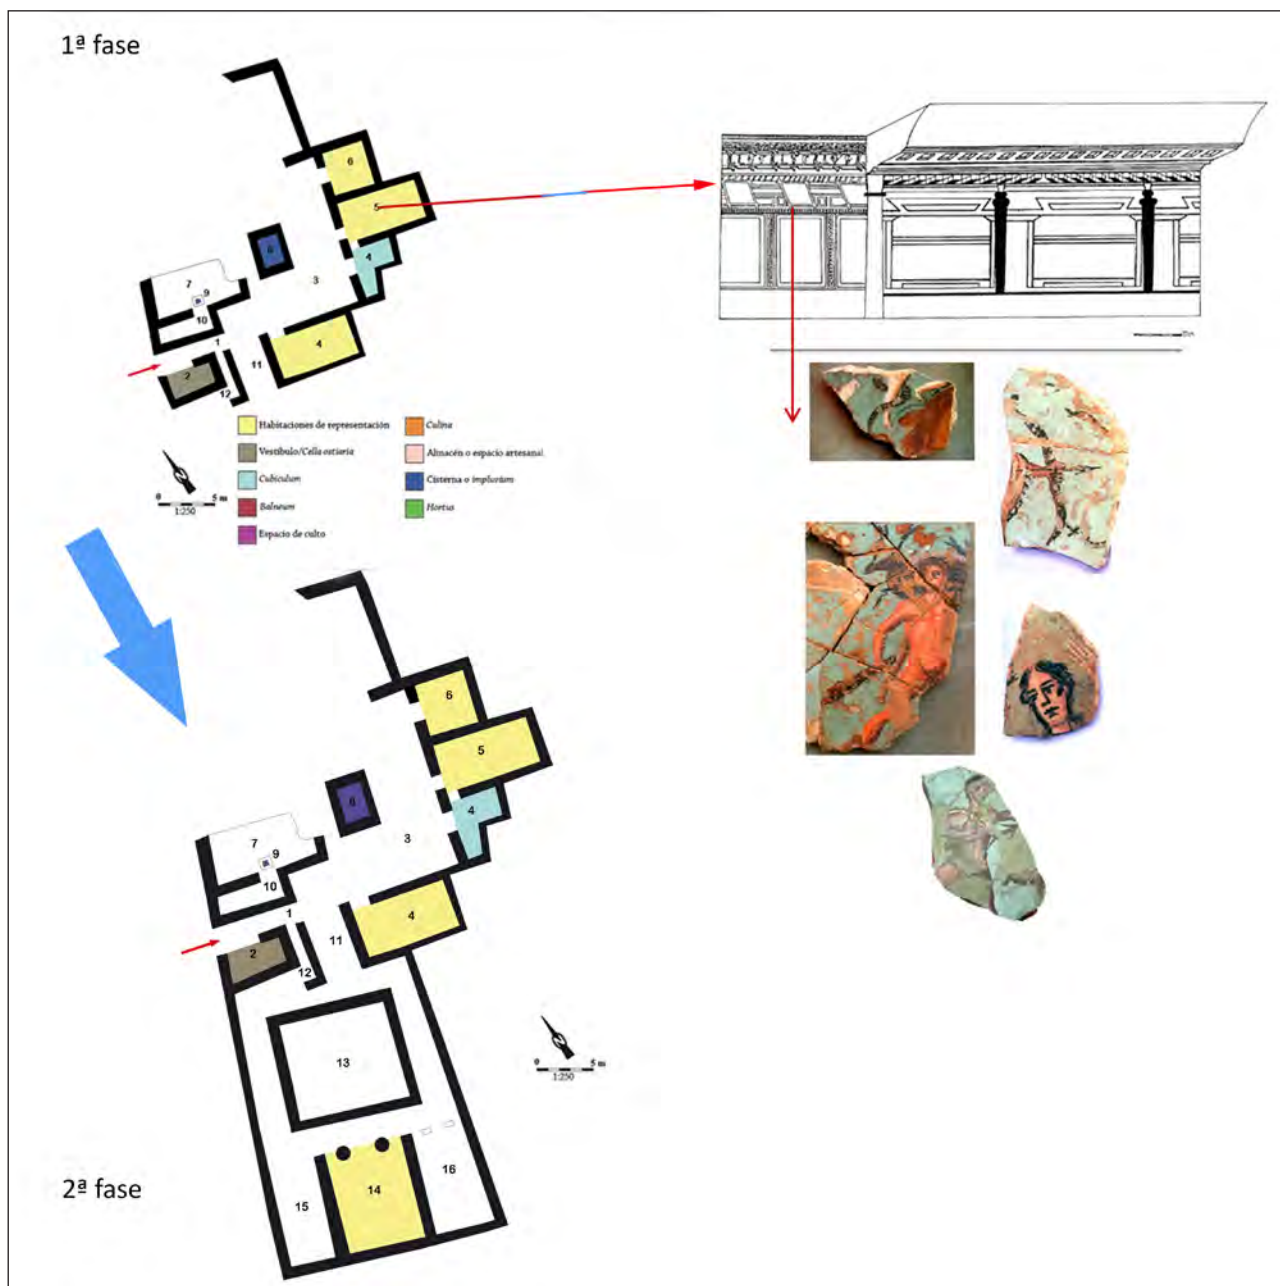 1ª fase
6
5
4
8
7
3
9
10
1
4
11
2
12
Habitaciones de representación
Culina
Vestíbulo/Cella ostiaria
Almacén o espacio artesanal.
Cubiculum
Cisterna o impluvium
Balneum
Hortus
Espacio de culto
N
0 5 m
1:250
6
5
4
8
3
7
9
10
4
1
11
2
12
13
N
0 5 m
1:250
16
14
15
2ª fase